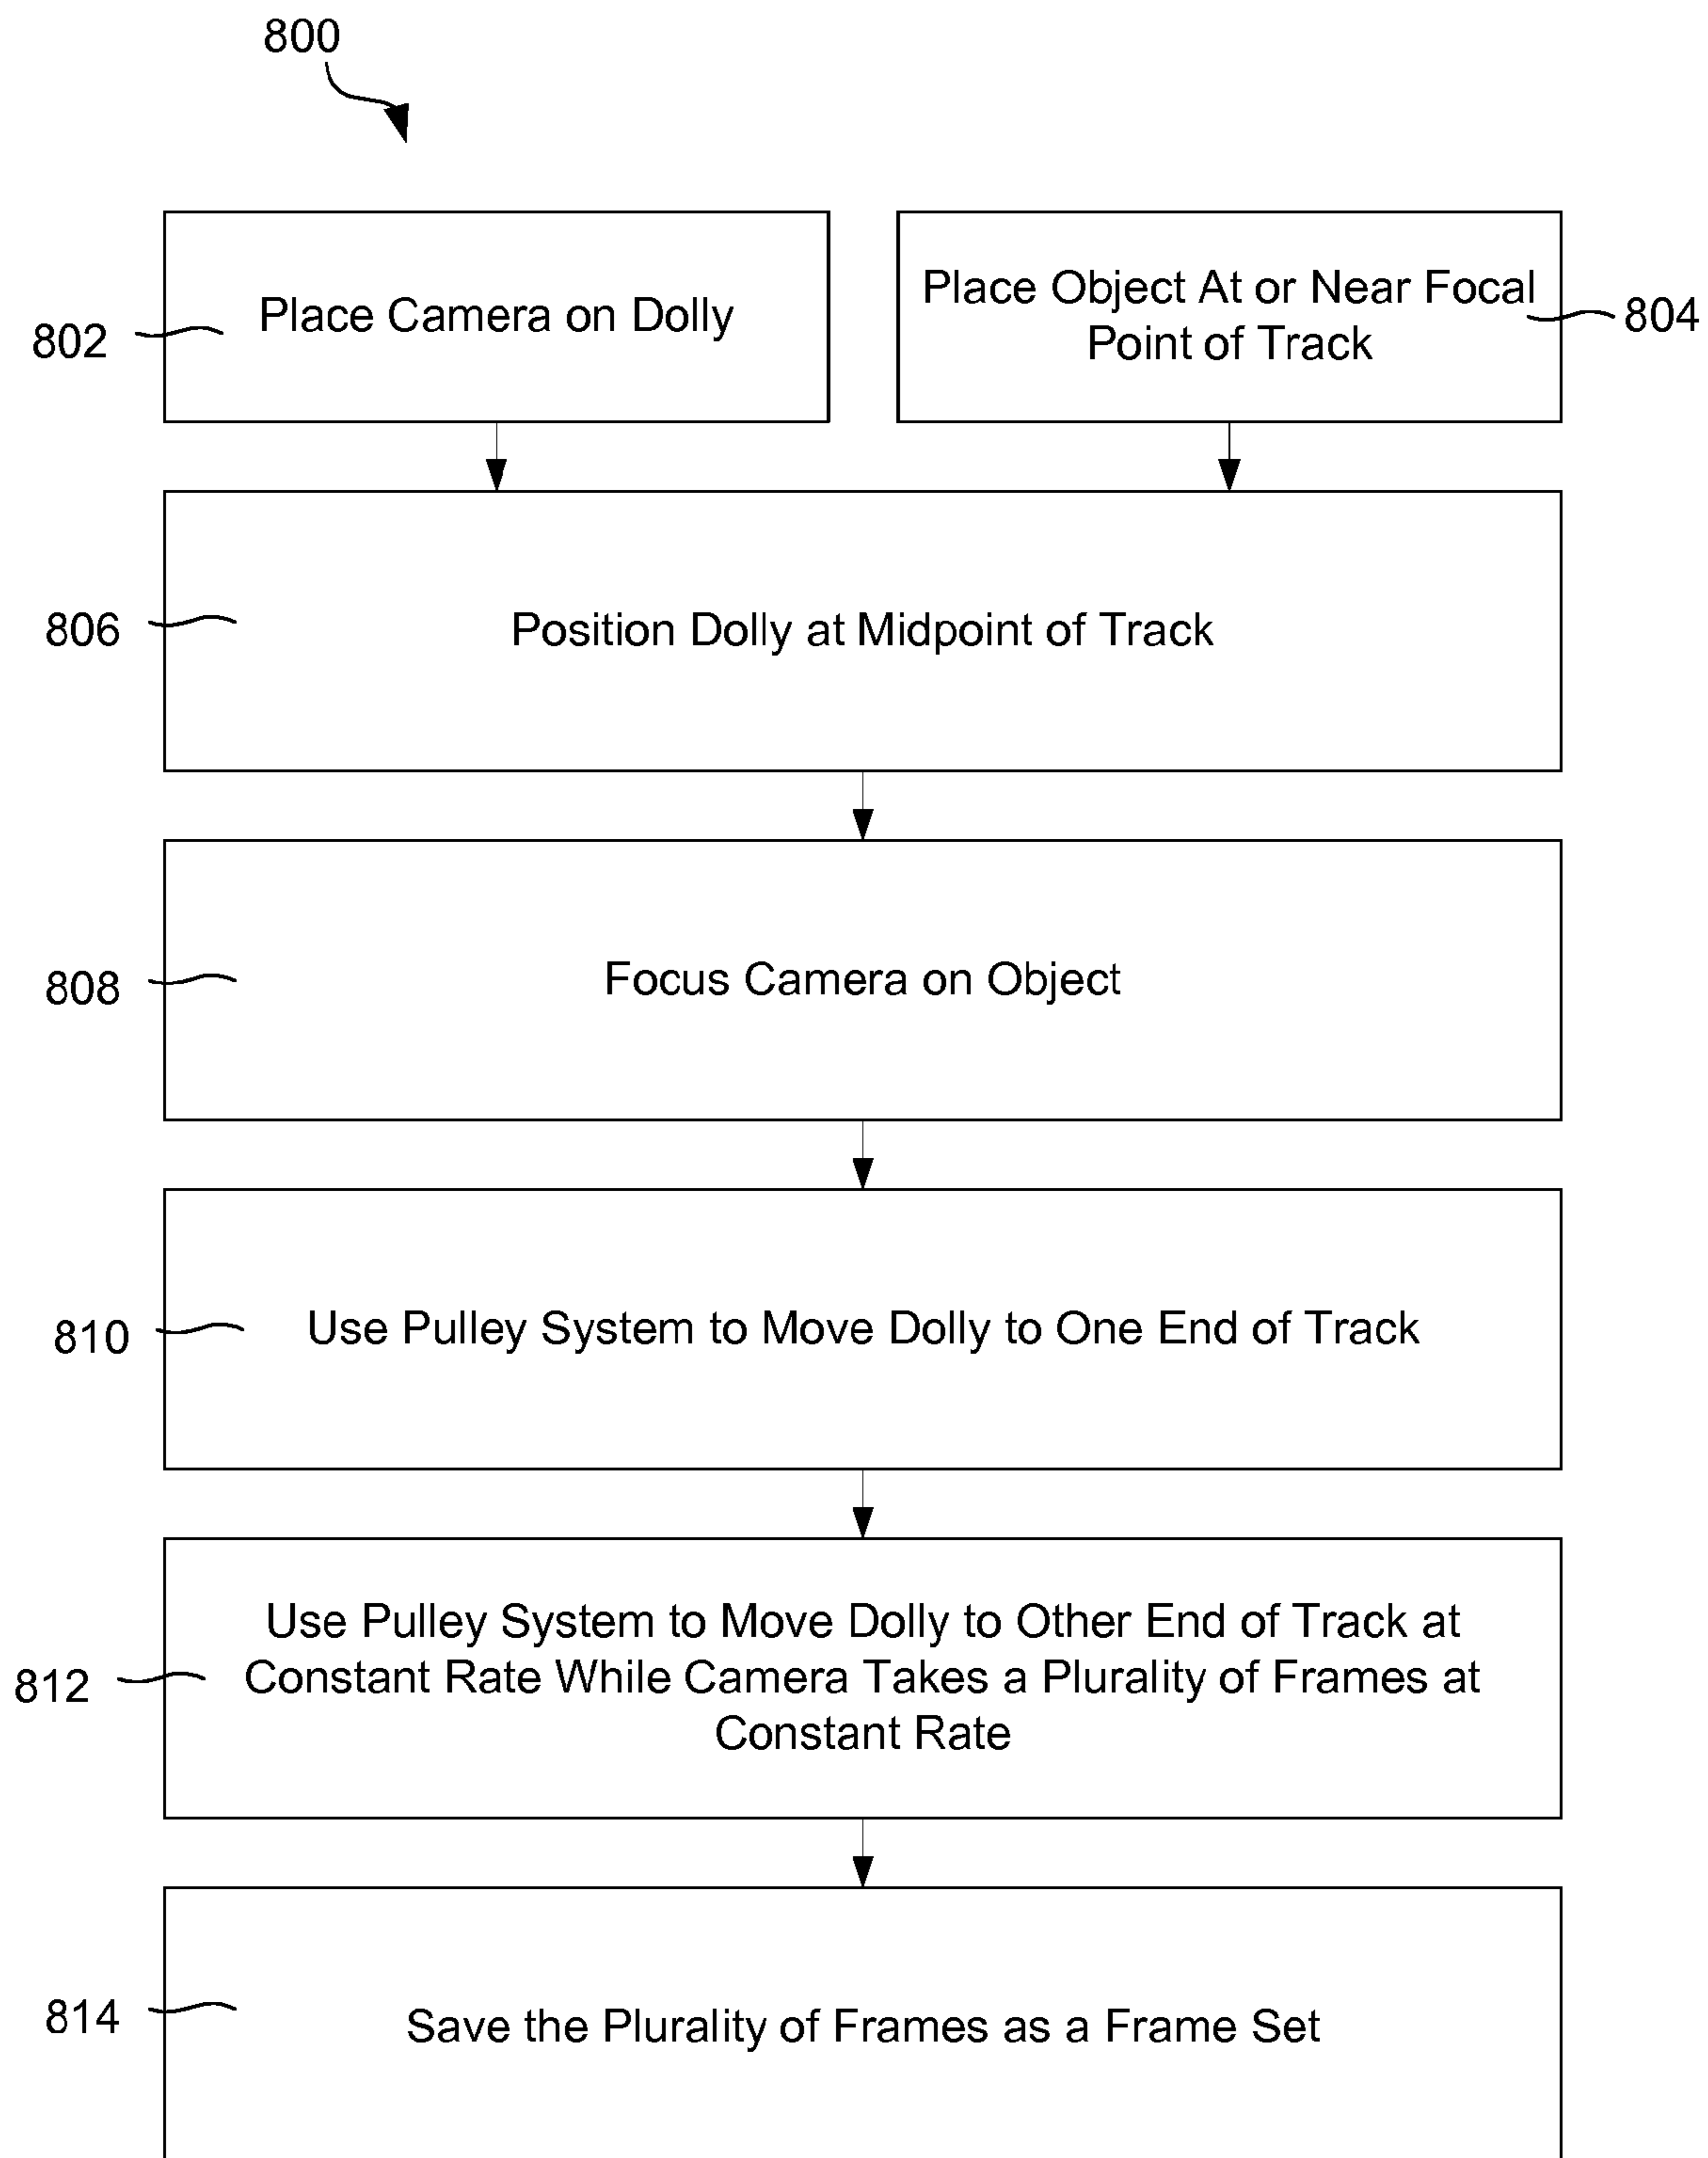 800
802
Place Camera on Dolly
Place Object At or Near Focal
Point of Track
804
806
Position Dolly at Midpoint of Track
808
Focus Camera on Object
810
Use Pulley System to Move Dolly to One End of Track
812
Use Pulley System to Move Dolly to Other End of Track at
Constant Rate While Camera Takes a Plurality of Frames at
Constant Rate
814
Save the Plurality of Frames as a Frame Set